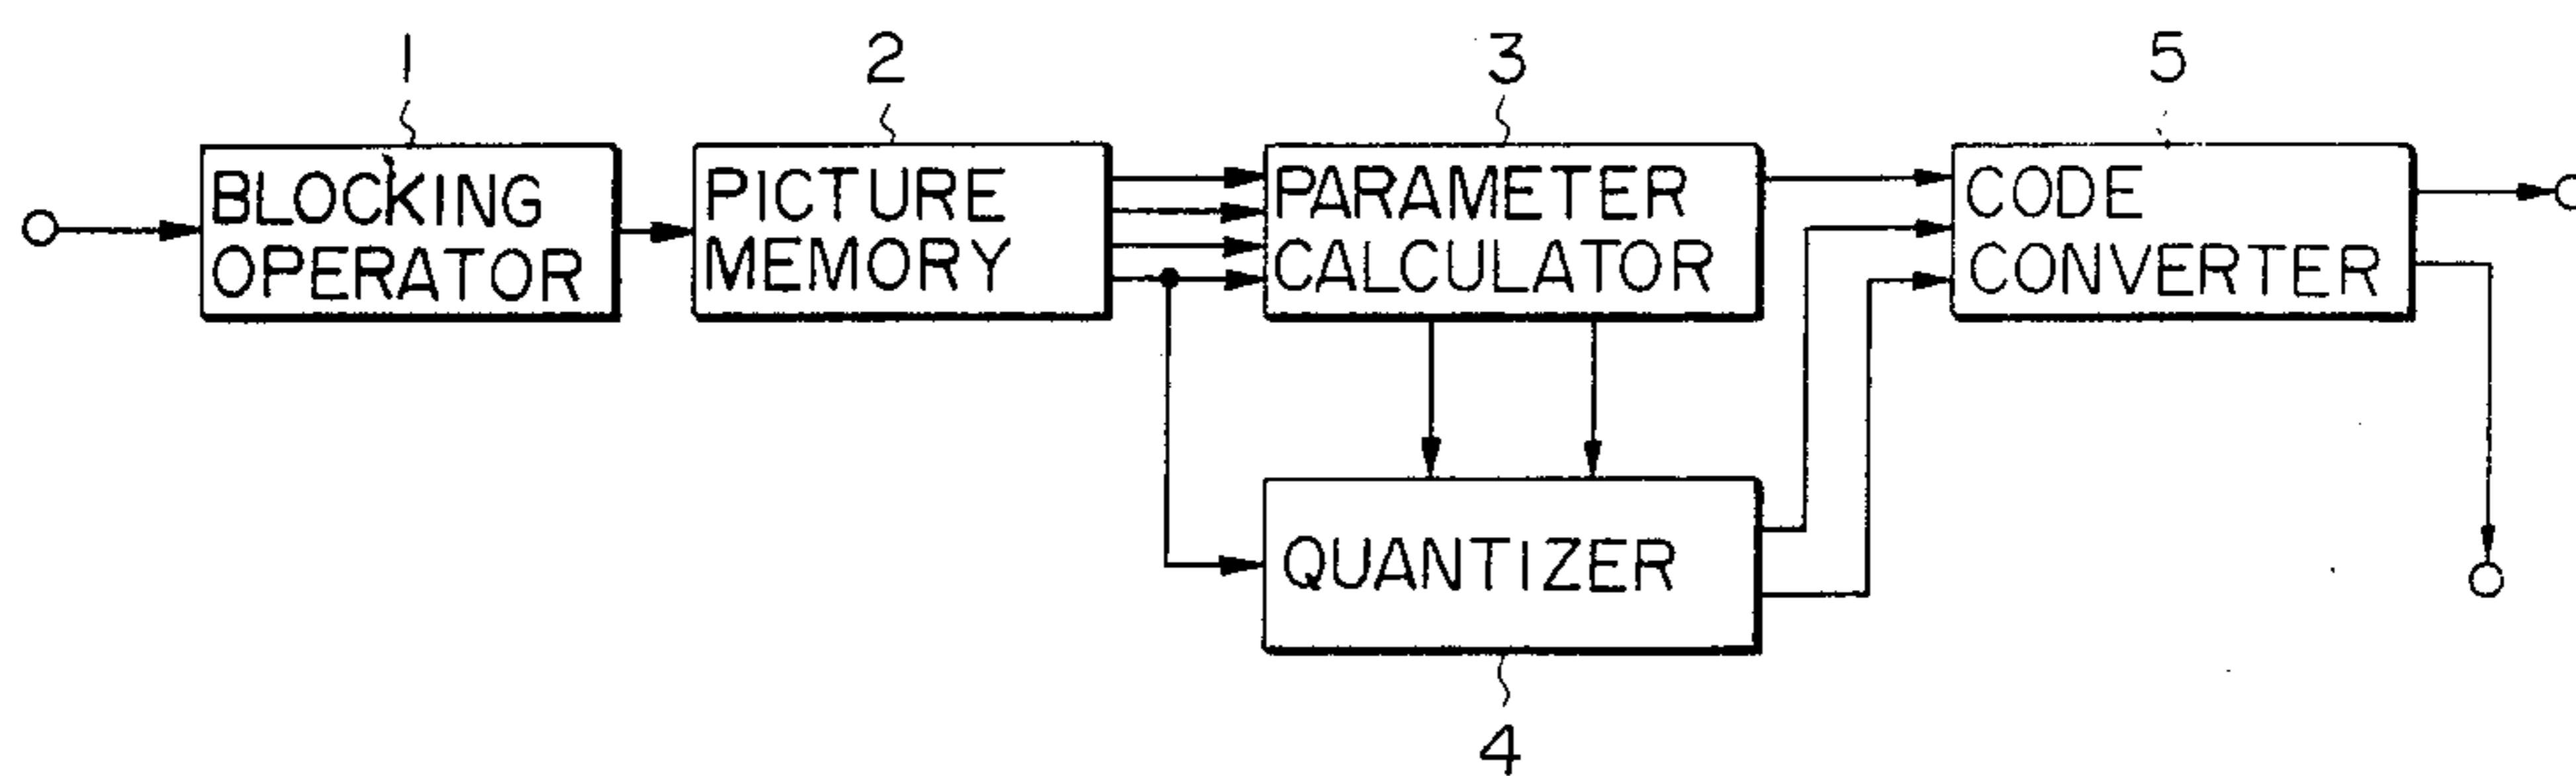 1
2
3
5
BLOCKING
OPERATOR
PICTURE
MEMORY
PARAMETER
CALCULATOR
CODE
CONVERTER
QUANTIZER
4